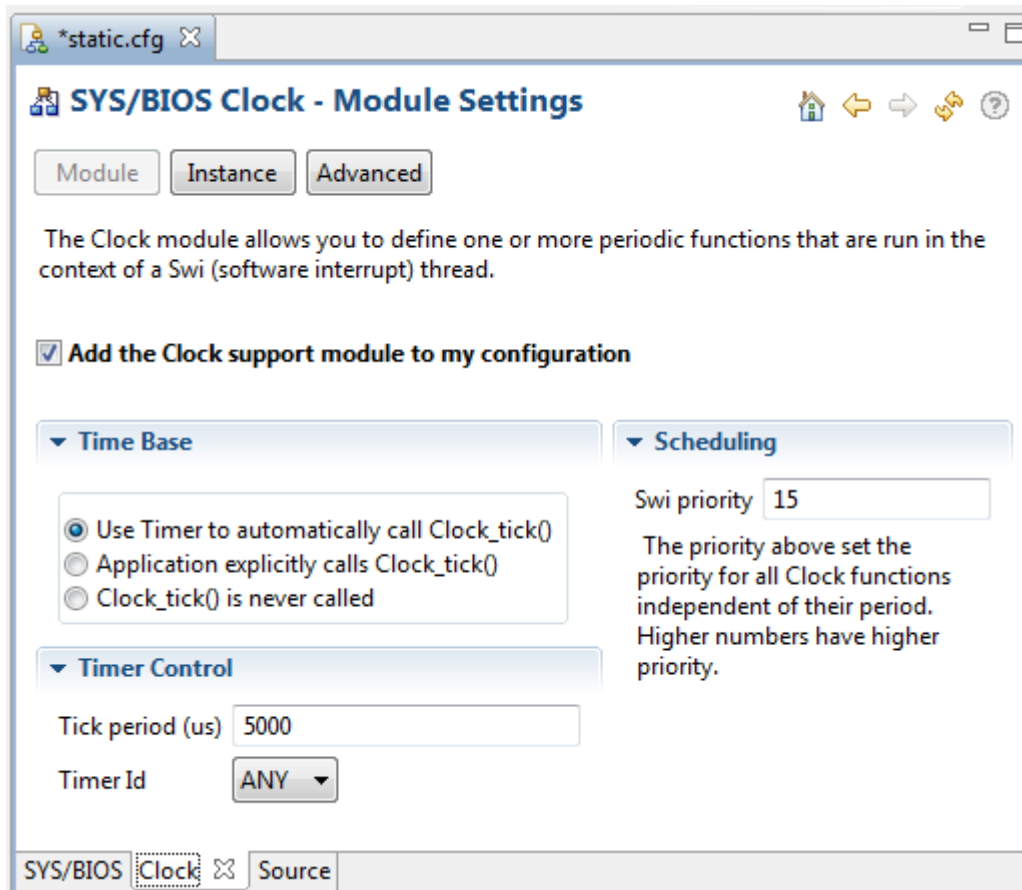 *static.cfg
SYS/BIOS Clock - Module Settings
Module Instance Advanced
The Clock module allows you to define one or more periodic functions that are run in the
context of a Swi (software interrupt) thread.
Add the Clock support module to my configuration
Time Base
Use Timer to automatically call Clock_tick()
Application explicitly calls Clock_tick()
Clock_tick() is never called
Timer Control
Tick period (us) 5000
Timer Id ANY
Scheduling
Swi priority 15
The priority above set the
priority for all Clock functions
independent of their period.
Higher numbers have higher
priority.
SYS/BIOS Clock Source